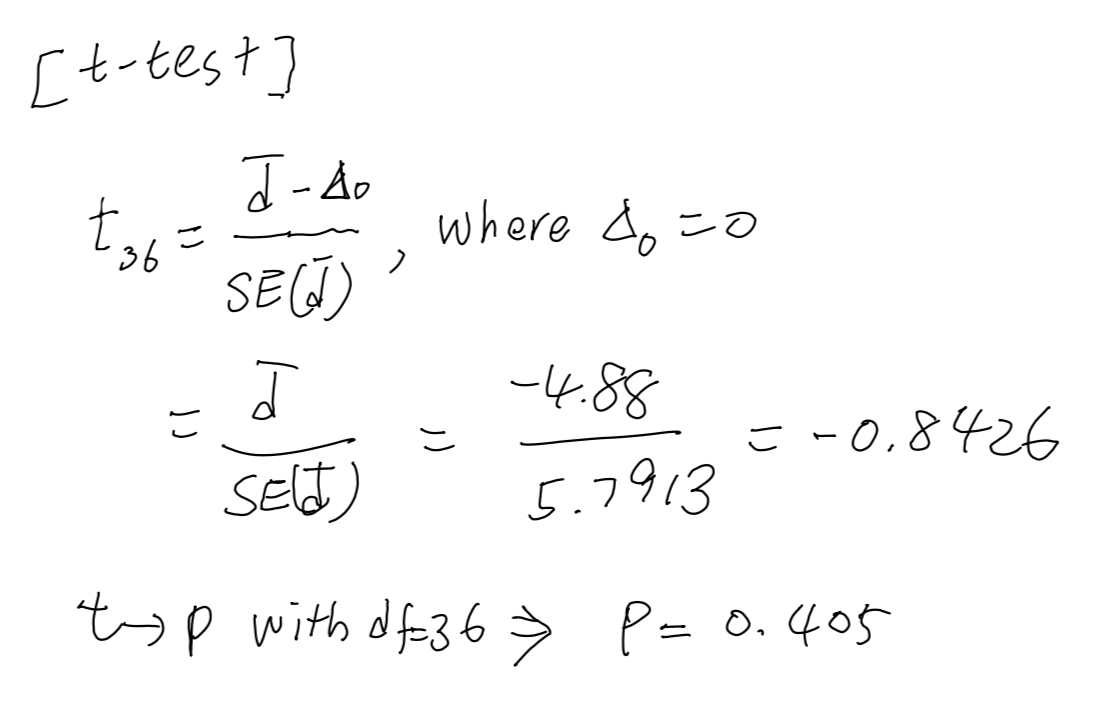 [t-test]
t₃₆ = (d̄ - Δ₀) / SE(d̄), where Δ₀ = 0
= d̄ / SE(d̄) = -4.88 / 5.7913 = -0.8426
t → p with df=36 ⇒ P = 0.405